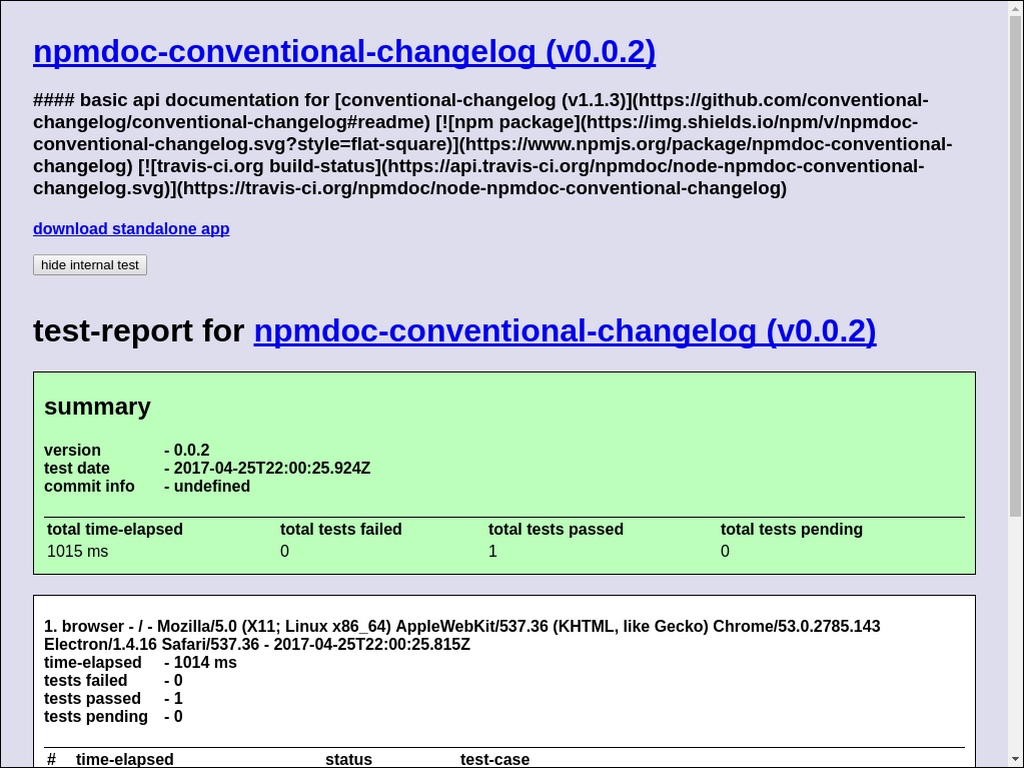 npmdoc-conventional-changelog (v0.0.2)
#### basic api documentation for [conventional-changelog (v1.1.3)](https://github.com/conventional-
changelog/conventional-changelog#readme) [![npm package](https://img.shields.io/npm/v/npmdoc-
conventional-changelog.svg?style=flat-square)](https://www.npmjs.org/package/npmdoc-conventional-
changelog) [![travis-ci.org build-status](https://api.travis-ci.org/npmdoc/node-npmdoc-conventional-
changelog.svg)](https://travis-ci.org/npmdoc/node-npmdoc-conventional-changelog)
download standalone app
hide internal test
test-report for npmdoc-conventional-changelog (v0.0.2)
summary
version - 0.0.2
test date - 2017-04-25T22:00:25.924Z
commit info - undefined
total time-elapsed total tests failed total tests passed total tests pending
1015 ms 0 1 0
1. browser - / - Mozilla/5.0 (X11; Linux x86_64) AppleWebKit/537.36 (KHTML, like Gecko) Chrome/53.0.2785.143
Electron/1.4.16 Safari/537.36 - 2017-04-25T22:00:25.815Z
time-elapsed - 1014 ms
tests failed - 0
tests passed - 1
tests pending - 0
# time-elapsed status test-case